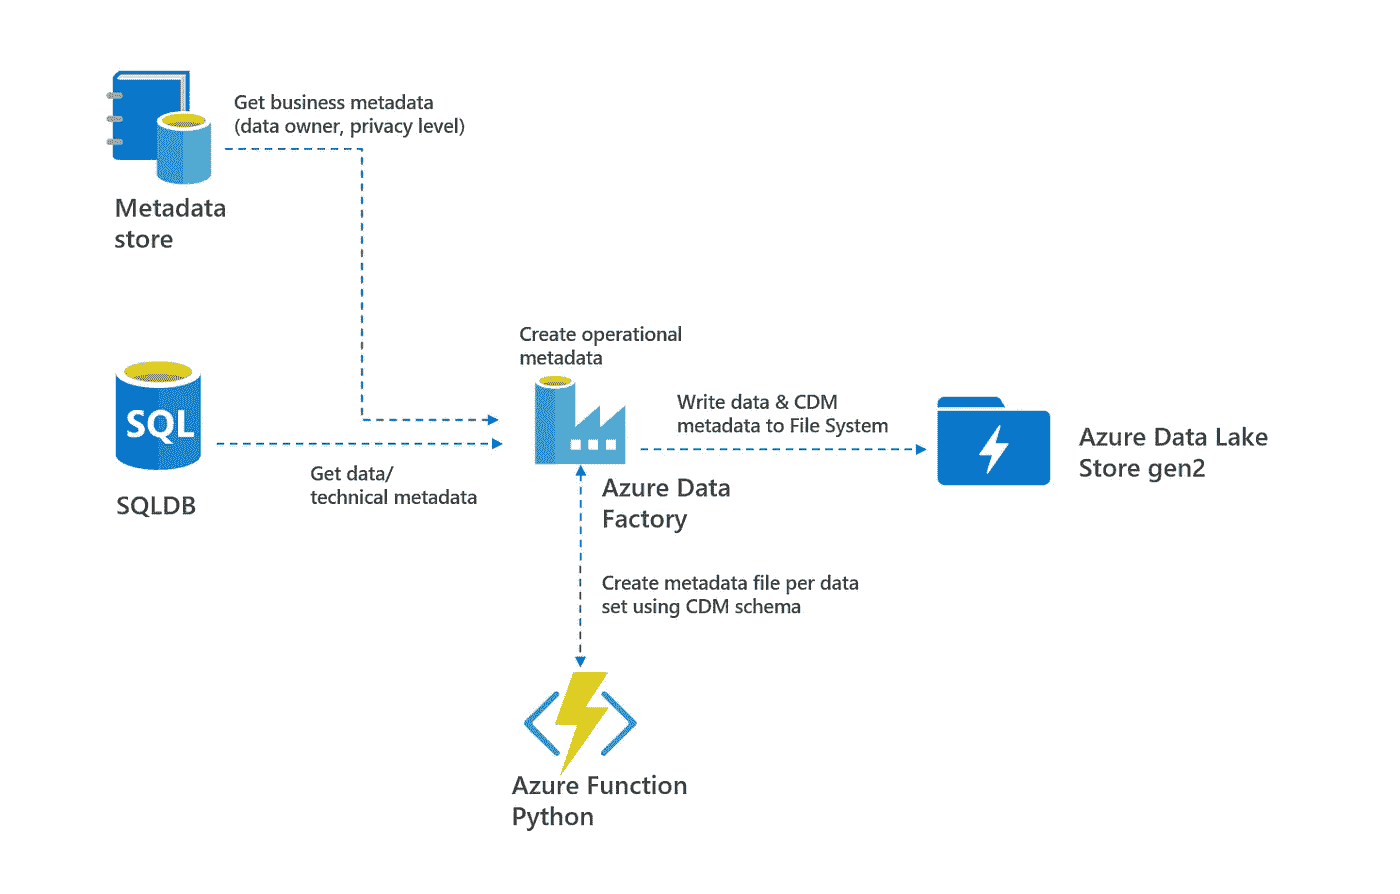 Get business metadata
(data owner, privacy level)
Metadata
store
Create operational
metadata
Write data & CDM
metadata to File System
SQL
Azure Data Lake
Store gen2
Get data/
technical metadata
SQLDB
Azure Data
Factory
Create metadata file per data
set using CDM schema
Azure Function
Python